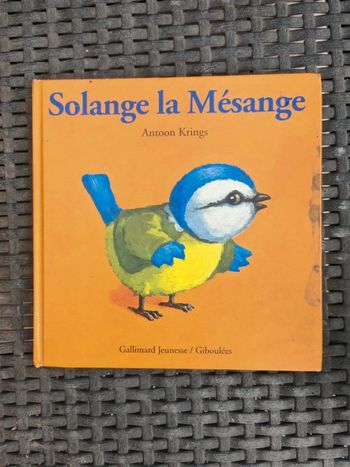 Solange la Mésange
Antoon Krings
Gallimard Jeunesse / Giboulées